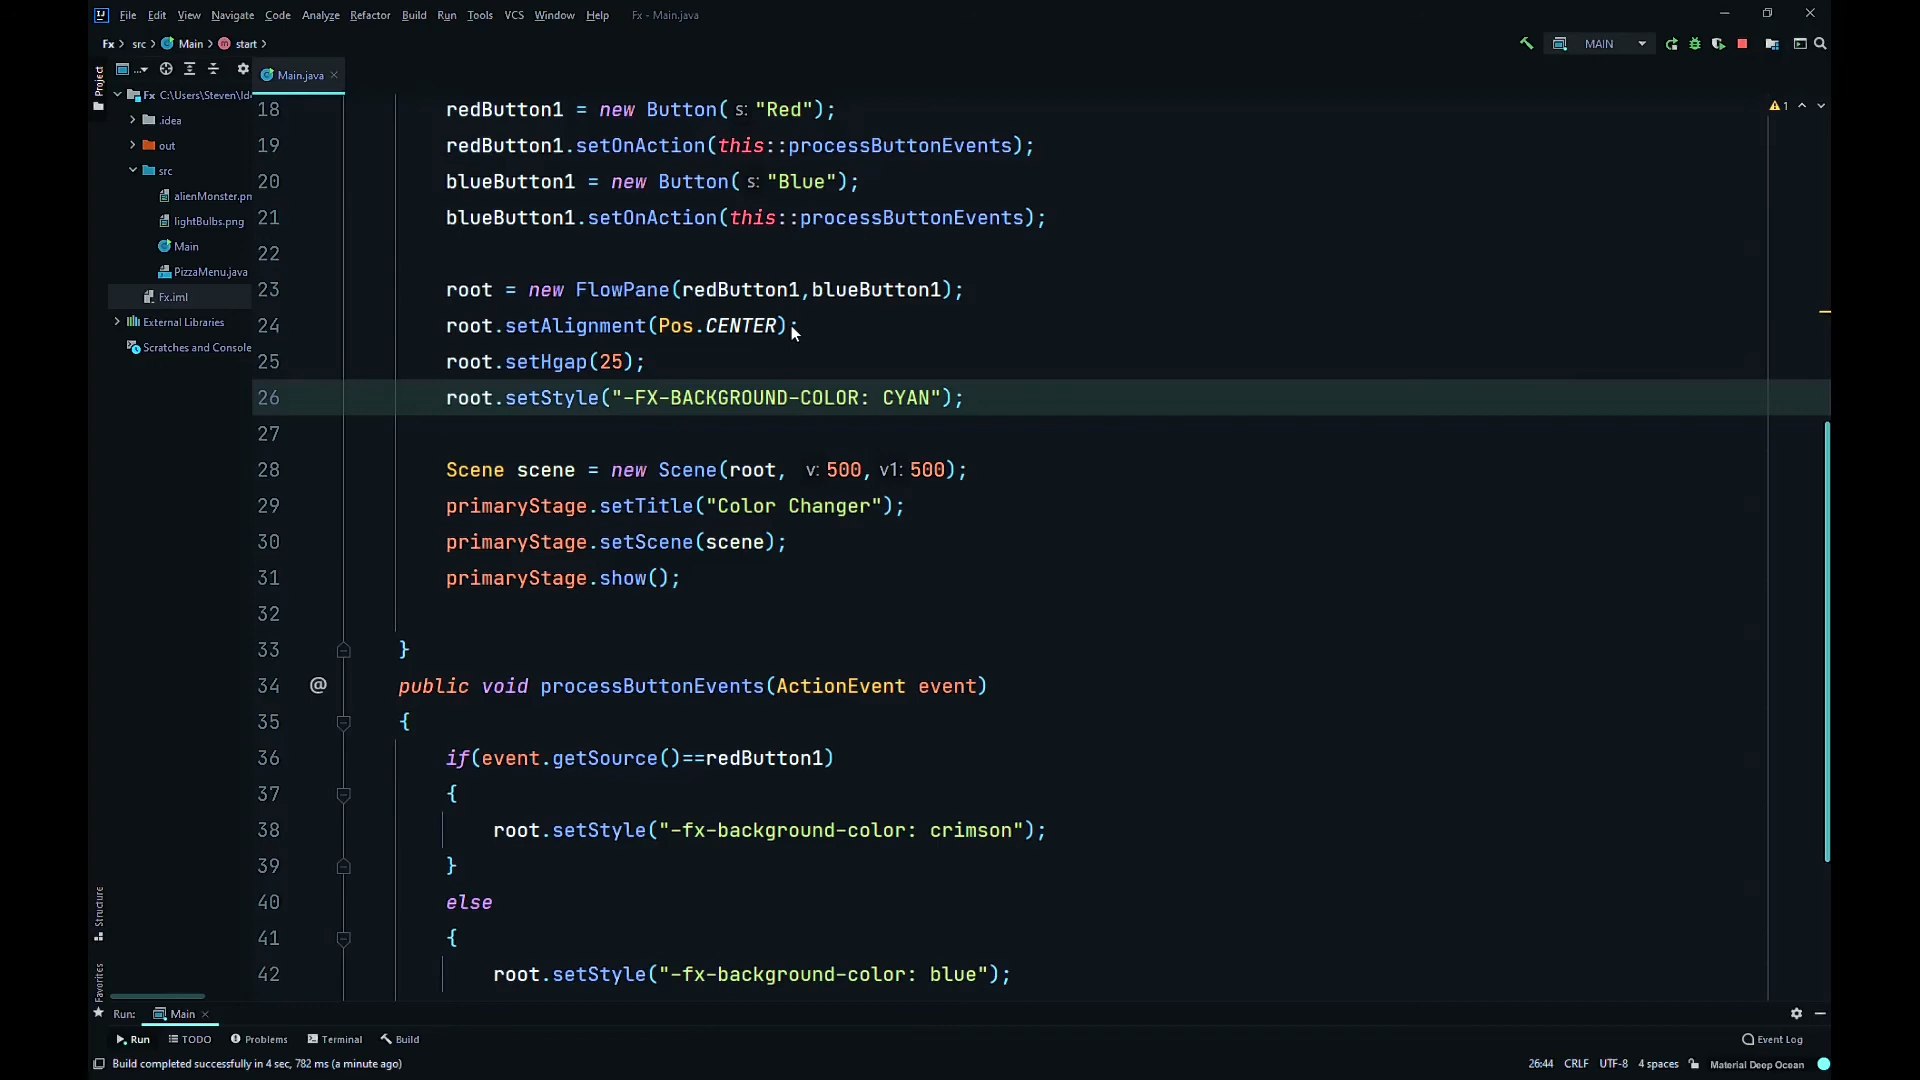 File Edit View Navigate Code Analyze Refactor Build Run Tools VCS Window Help Fx - Main.java
Fx src Main start MAIN
Project
... Main.java
Fx C:\Users\Steven\Ide
.idea
out
src
alienMonster.pn
lightBulbs.png
Main
PizzaMenu.java
Fx.iml
External Libraries
Scratches and Console
1
18 redButton1 = new Button( s: "Red");
19 redButton1.setOnAction(this::processButtonEvents);
20 blueButton1 = new Button( s: "Blue");
21 blueButton1.setOnAction(this::processButtonEvents);
22
23 root = new FlowPane(redButton1,blueButton1);
24 root.setAlignment(Pos.CENTER);
25 root.setHgap(25);
26 root.setStyle("-FX-BACKGROUND-COLOR: CYAN");
27
28 Scene scene = new Scene(root, v: 500, v1: 500);
29 primaryStage.setTitle("Color Changer");
30 primaryStage.setScene(scene);
31 primaryStage.show();
32
33 }
34 @ public void processButtonEvents(ActionEvent event)
35 {
36 if(event.getSource()==redButton1)
37 {
38 root.setStyle("-fx-background-color: crimson");
39 }
40 else
41 {
42 root.setStyle("-fx-background-color: blue");
Structure
Favorites
Run: Main
Run TODO Problems Terminal Build Event Log
Build completed successfully in 4 sec, 782 ms (a minute ago) 26:44 CRLF UTF-8 4 spaces Material Deep Ocean